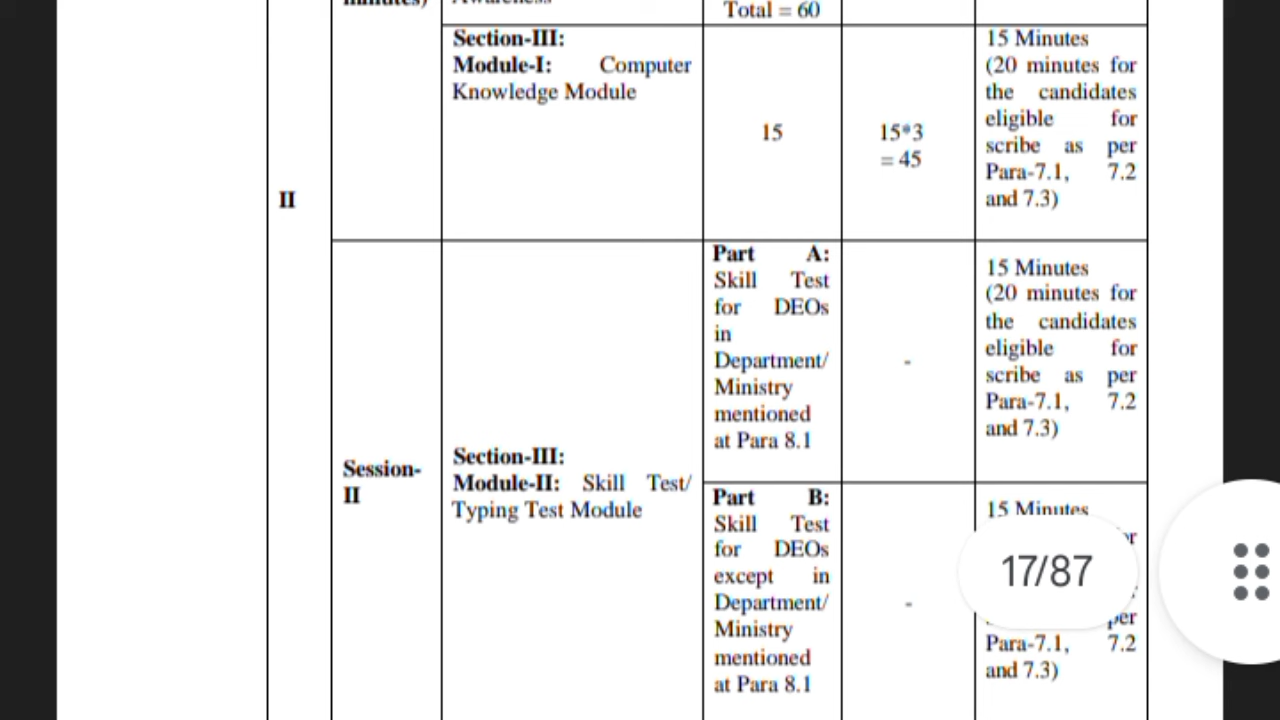 minutes)
Awareness
Total = 60
II
Section-III:
Module-I: Computer
Knowledge Module
15
15*3
= 45
15 Minutes
(20 minutes for
the candidates
eligible for
scribe as per
Para-7.1, 7.2
and 7.3)
Session-
II
Section-III:
Module-II: Skill Test/
Typing Test Module
Part A:
Skill Test
for DEOs
in
Department/
Ministry
mentioned
at Para 8.1
-
15 Minutes
(20 minutes for
the candidates
eligible for
scribe as per
Para-7.1, 7.2
and 7.3)
Part B:
Skill Test
for DEOs
except in
Department/
Ministry
mentioned
at Para 8.1
-
15 Minutes
per
Para-7.1, 7.2
and 7.3)
17/87